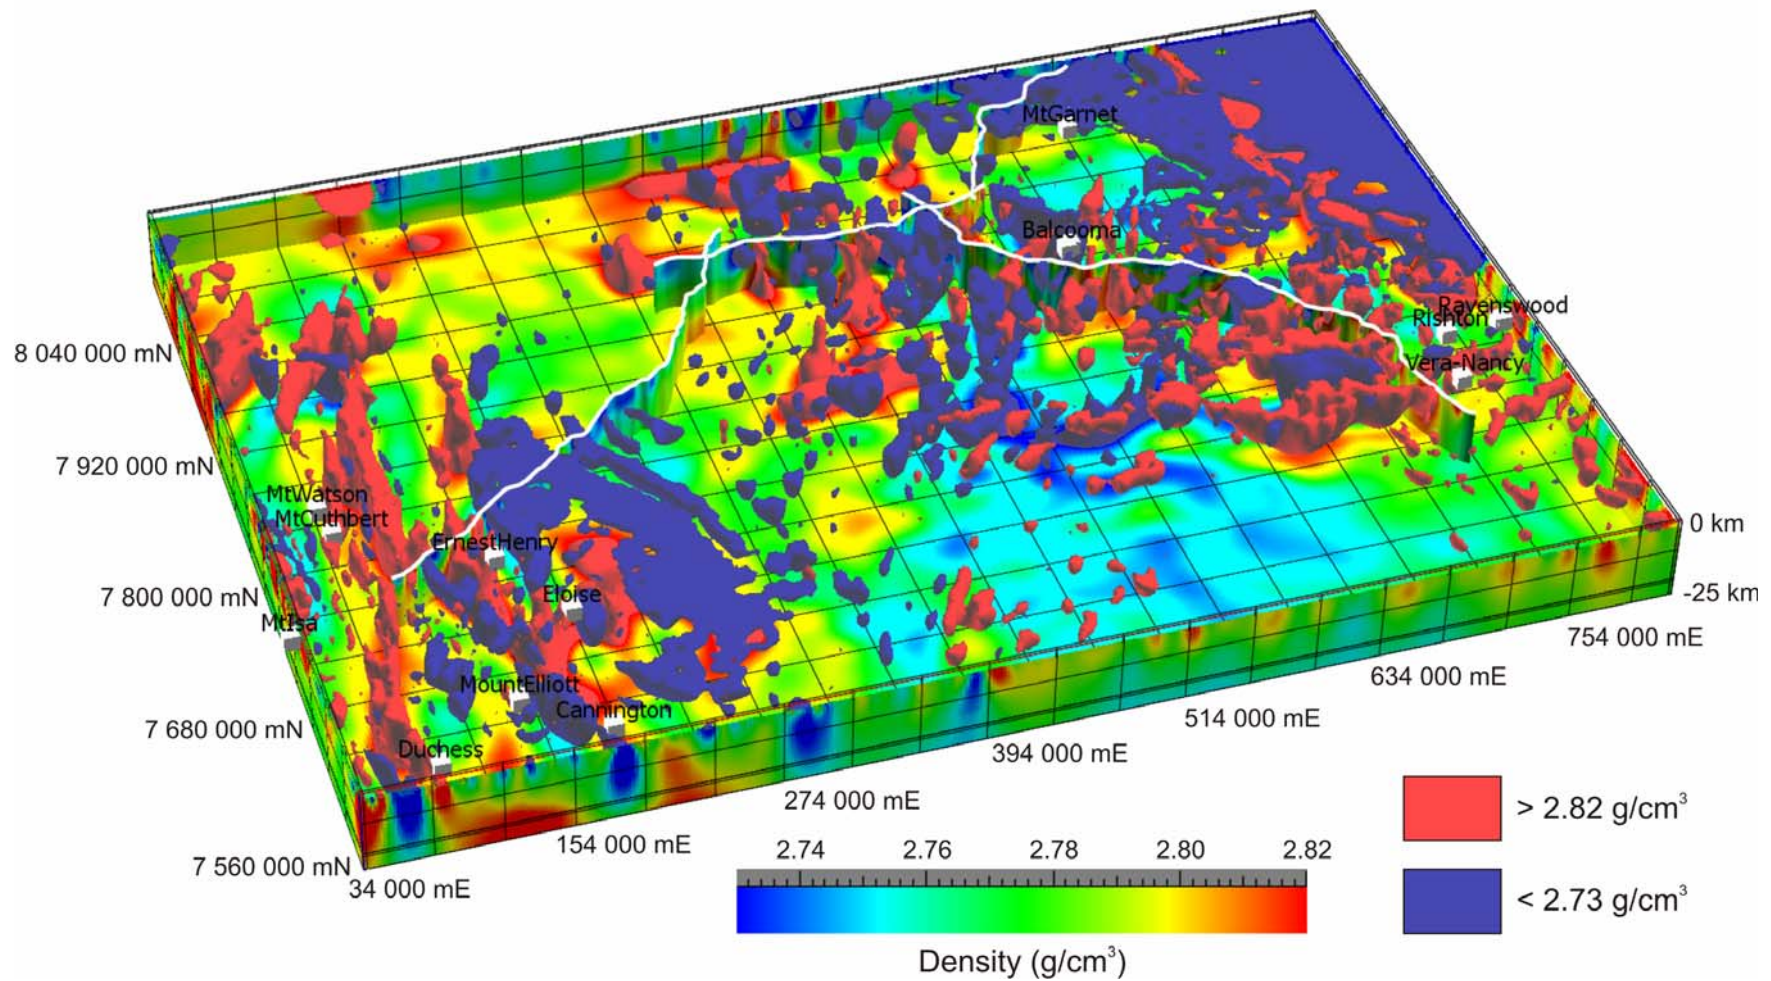 MtGarnet
Balcooma
Ravenswood
Rishton
Vera-Nancy
8 040 000 mN
7 920 000 mN
MtWatson
MtCuthbert
0 km
ErnestHenry
7 800 000 mN
Eloise
-25 km
MtIsa
754 000 mE
634 000 mE
MountElliott
Cannington
514 000 mE
7 680 000 mN
Duchess
394 000 mE
274 000 mE
154 000 mE
7 560 000 mN
34 000 mE
2.74 2.76 2.78 2.80 2.82
Density (g/cm³)
> 2.82 g/cm³
< 2.73 g/cm³